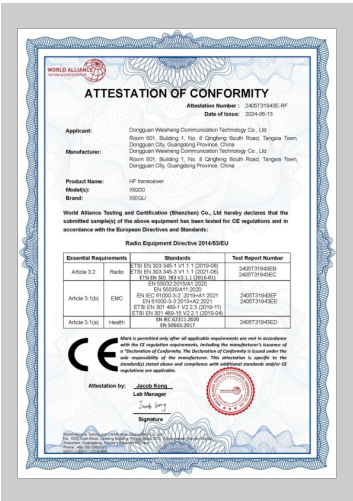 WORLD ALLIANCE
TESTING & CERTIFICATION
ATTESTATION OF CONFORMITY
Attestation Number : 2405T31943E-RF
Date of Issue: 2024-06-13
Applicant: Dongguan Weisheng Communication Technology Co., Ltd
Room 601, Building 1, No. 8 Qingfeng South Road, Tangxia Town,
Dongguan City, Guangdong Province, China
Manufacturer: Dongguan Weisheng Communication Technology Co., Ltd
Room 601, Building 1, No. 8 Qingfeng South Road, Tangxia Town,
Dongguan City, Guangdong Province, China
Product Name: HF transceiver
Model(s): X6200
Brand: XIEGU
World Alliance Testing and Certification (Shenzhen) Co., Ltd hereby declares that the
submitted sample(s) of the above equipment has been tested for CE regulations and in
accordance with the European Directives and Standards:
Radio Equipment Directive 2014/53/EU
Essential Requirements Standards Test Report Number
Article 3.2 Radio ETSI EN 303 345-1 V1.1.1 (2019-06)
ETSI EN 303 345-3 V1.1.1 (2021-06)
ETSI EN 301 783 V2.1.1 (2016-01)
2405T31943EB
2405T31943EC
Article 3.1(b) EMC EN 55032:2015/A1:2020
EN 55035/A11:2020
EN IEC 61000-3-2: 2019+A1:2021
EN 61000-3-3:2013+A2:2021
ETSI EN 301 489-1 V2.2.3 (2019-11)
ETSI EN 301 489-15 V2.2.1 (2019-04)
2405T31943EF
2405T31943EE
Article 3.1(a) Health EN IEC 62311:2020
EN 50665:2017
2405T31943ED
CE
Mark is permitted only after all applicable requirements are met in accordance
with the CE regulation requirements, including the manufacturer's issuance of
a "Declaration of Conformity. The Declaration of Conformity is issued under the
sole responsibility of the manufacturer. This attestation is specific to the
standard(s) stated above and compliance with additional standards and/or CE
regulations are applicable.
Attestation by: Jacob Kong
Lab Manager
Jacob kong
Signature
World Alliance Testing and Certification (Shenzhen) Co., Ltd